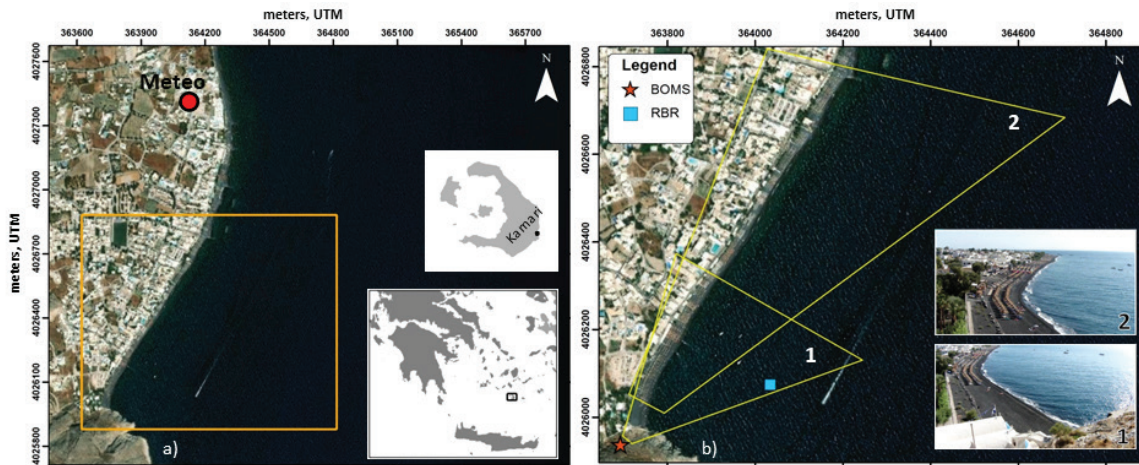 meters, UTM
363600 363900 364200 364500 364800 365100 365400 365700
meters, UTM
4027600
4027300
4027000
4026700
4026400
4026100
4025800
Meteo
N
Kamari
a)
meters, UTM
363800 364000 364200 364400 364600 364800
4026800
4026600
4026400
4026200
4026000
Legend
BOMS
RBR
N
2
1
2
1
b)